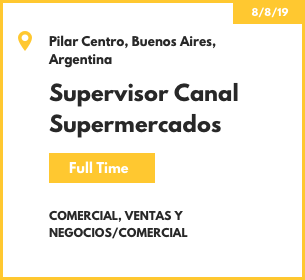 8/8/19
Pilar Centro, Buenos Aires,
Argentina
Supervisor Canal
Supermercados
Full Time
COMERCIAL, VENTAS Y
NEGOCIOS/COMERCIAL